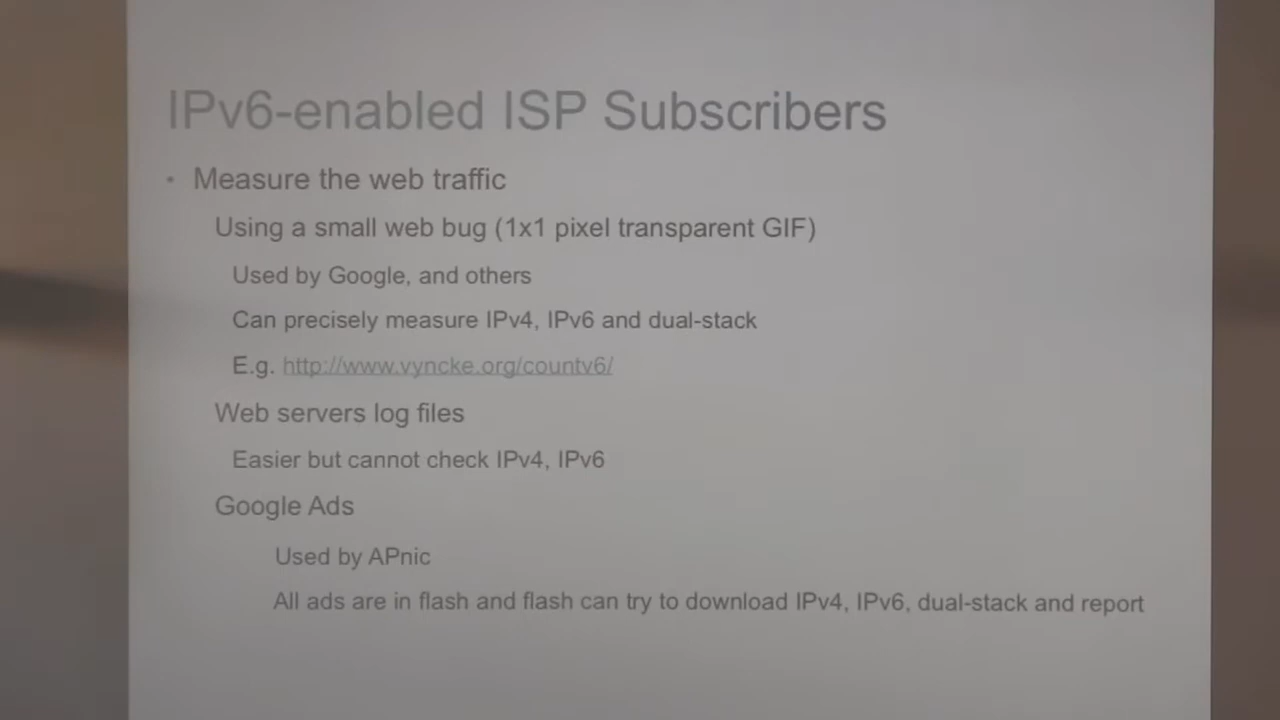 IPv6-enabled ISP Subscribers
• Measure the web traffic
Using a small web bug (1x1 pixel transparent GIF)
Used by Google, and others
Can precisely measure IPv4, IPv6 and dual-stack
E.g. http://www.vyncke.org/countv6/
Web servers log files
Easier but cannot check IPv4, IPv6
Google Ads
Used by APnic
All ads are in flash and flash can try to download IPv4, IPv6, dual-stack and report